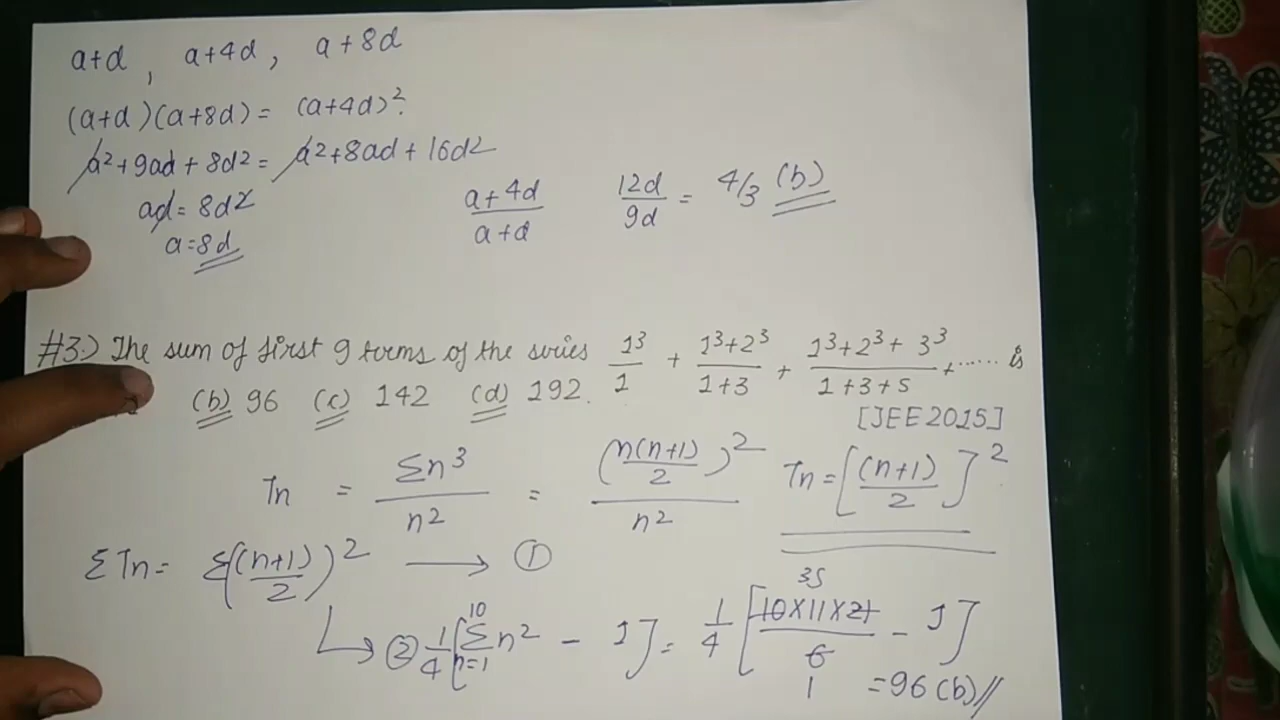 a+d , a+4d , a+8d
(a+d)(a+8d) = (a+4d)².
a²+9ad+8d² = a²+8ad+16d²
ad = 8d²
a=8d
a+4d/a+d 12d/9d = 4/3 (b)
#3.) The sum of first 9 terms of the series 1³/1 + 1³+2³/1+3 + 1³+2³+3³/1+3+5 +...... is
(b) 96 (c) 142 (d) 192.
[JEE 2015]
Tn = Σn³/n² = (n(n+1)/2)²/n² Tn = [(n+1)/2]²
ΣTn = Σ((n+1)/2)² → ①
② 1/4 [10 Σ n=1 n² - 1] = 1/4 [10X11X21/6 - 1]
35
1
=96 (b)//